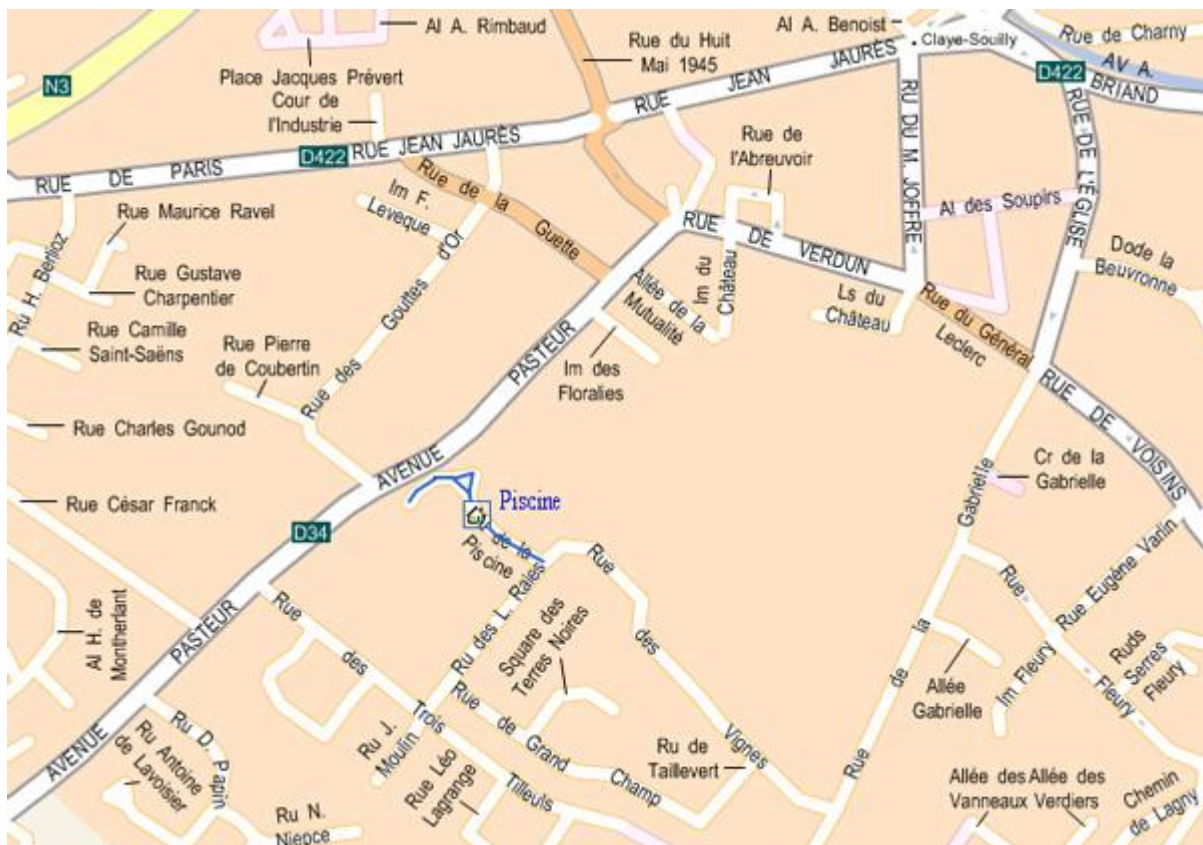 Al A. Rimbaud
Al A. Benoist
Claye-Souilly
Rue de Charny
Rue du Huit
Mai 1945
N3
Place Jacques Prévert
RUE JEAN JAURÈS
D422
AV A.
BRIAND
Cour de
l'Industrie
RUE DE PARIS
D422
RUE JEAN JAURÈS
Rue de
l'Abreuvoir
RU DU M. JOFFRE
RUE DE L'ÉGLISE
Al des Soupirs
Rue de la Guette
Im F.
Leveque
Rue Maurice Ravel
Ru H. Berlioz
RUE DE VERDUN
Dode la
Beuvronne
Rue Gustave
Charpentier
Rue des Gouttes d'Or
Allée de la
Mutualité
Im du
Château
Ls du
Château
Rue du Général
Leclerc
Rue Camille
Saint-Saëns
Rue Pierre
de Coubertin
Im des
Floralies
AVENUE PASTEUR
RUE DE VOISINS
Rue Charles Gounod
Cr de la
Gabrielle
Rue César Franck
Piscine
D34
R de la
Piscine
Rue de la Gabrielle
Rue Eugène Varlin
Al H. de
Montherlant
AVENUE PASTEUR
Rue des Trois Tilleuls
Ru des L. Raies
Square des
Terres Noires
Rue des Vignes
Rue Fleury
Im Fleury
Ruds
Serres
Fleury
Allée
Gabrielle
Ru D. Papin
Ru Antoine
de Lavoisier
Ru J.
Moulin
Rue de Grand Champ
Rue Léo
Lagrange
Ru de
Taillevert
Ru N.
Niepce
Allée des
Vanneaux
Allée des
Verdiers
Chemin
de Lagny